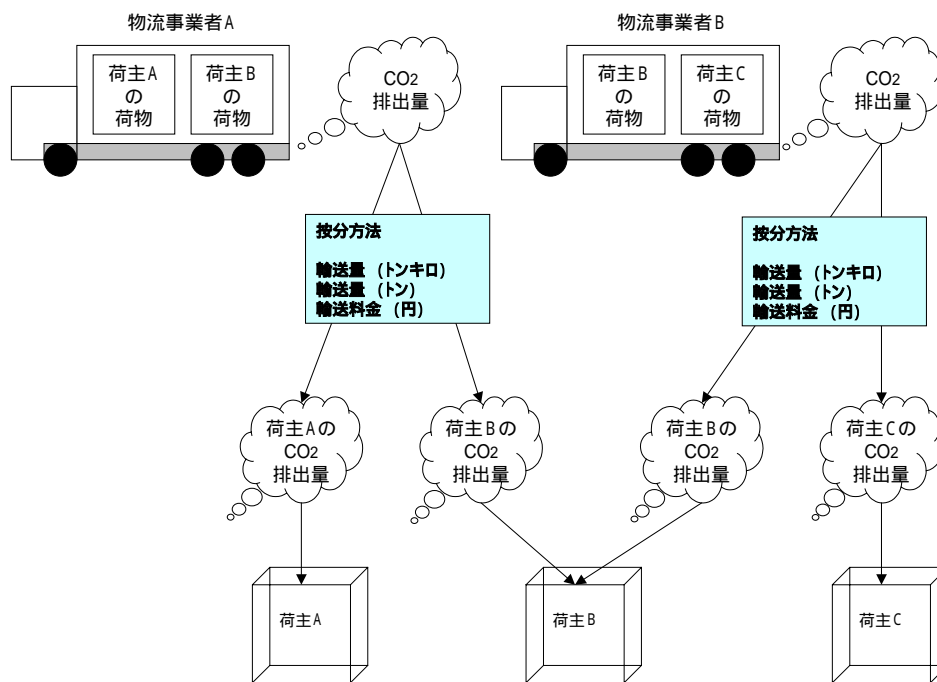 物流事業者A
物流事業者B
荷主A
の
荷物
荷主B
の
荷物
CO2
排出量
荷主B
の
荷物
荷主C
の
荷物
CO2
排出量
按分方法
輸送量 (トンキロ)
輸送量 (トン)
輸送料金 (円)
按分方法
輸送量 (トンキロ)
輸送量 (トン)
輸送料金 (円)
荷主Aの
CO2
排出量
荷主Bの
CO2
排出量
荷主Bの
CO2
排出量
荷主Cの
CO2
排出量
荷主A
荷主B
荷主C